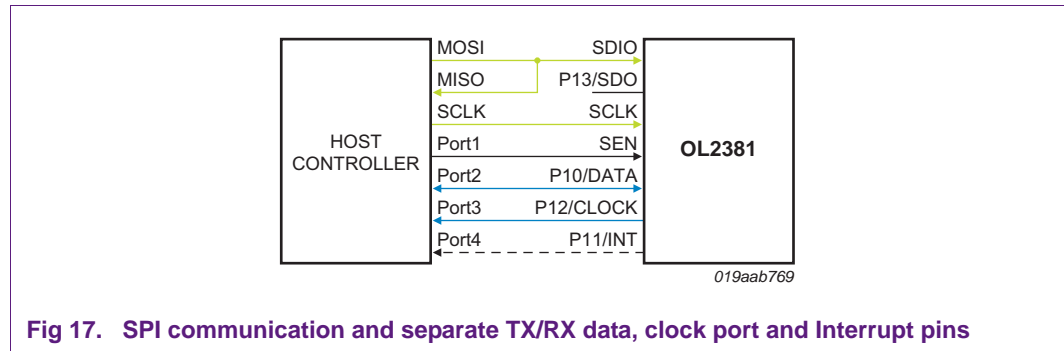 MOSI SDIO
MISO P13/SDO
SCLK SCLK
HOST CONTROLLER
Port1 SEN
OL2381
Port2 P10/DATA
Port3 P12/CLOCK
Port4 P11/INT
019aab769
Fig 17. SPI communication and separate TX/RX data, clock port and Interrupt pins